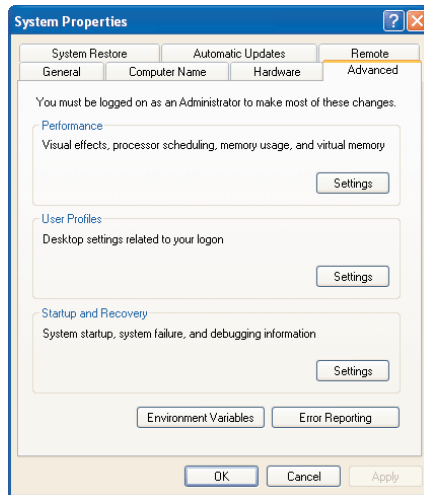 System Properties
?
X
System Restore Automatic Updates Remote
General Computer Name Hardware Advanced
You must be logged on as an Administrator to make most of these changes.
Performance
Visual effects, processor scheduling, memory usage, and virtual memory
Settings
User Profiles
Desktop settings related to your logon
Settings
Startup and Recovery
System startup, system failure, and debugging information
Settings
Environment Variables Error Reporting
OK Cancel Apply